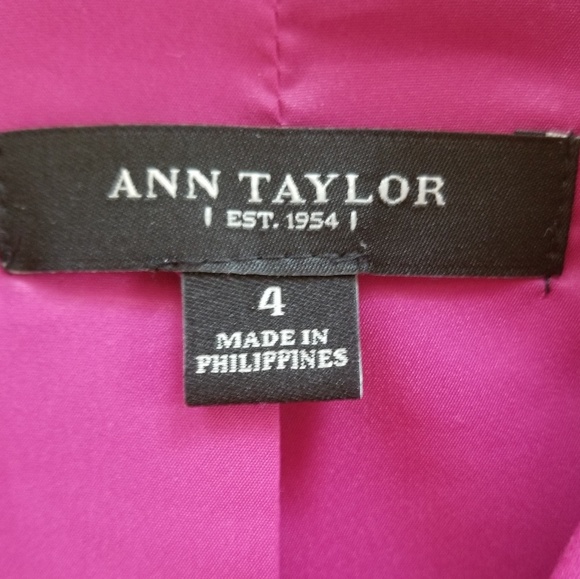 ANN TAYLOR
| EST. 1954 |
4
MADE IN
PHILIPPINES